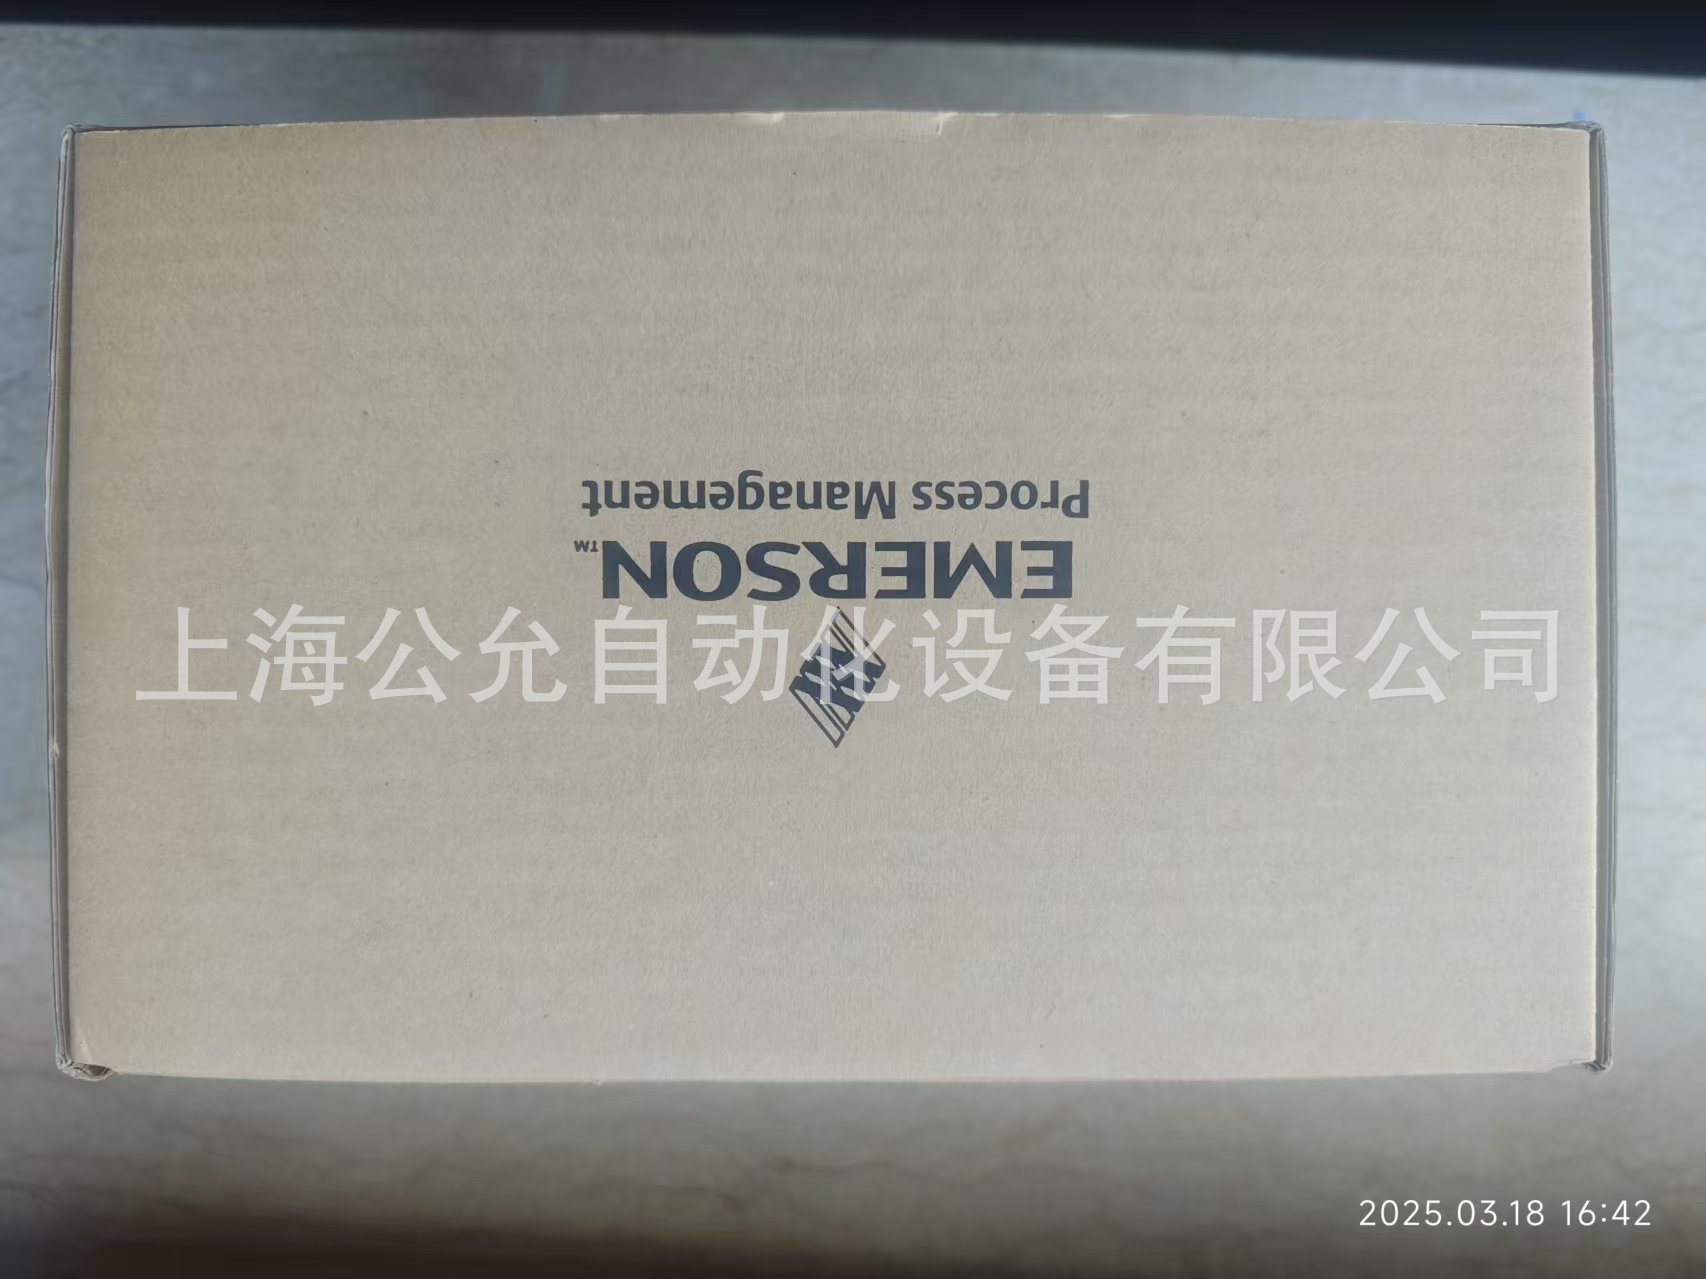 EMERSON™
Process Management
上海公允自动化设备有限公司
2025.03.18 16:42